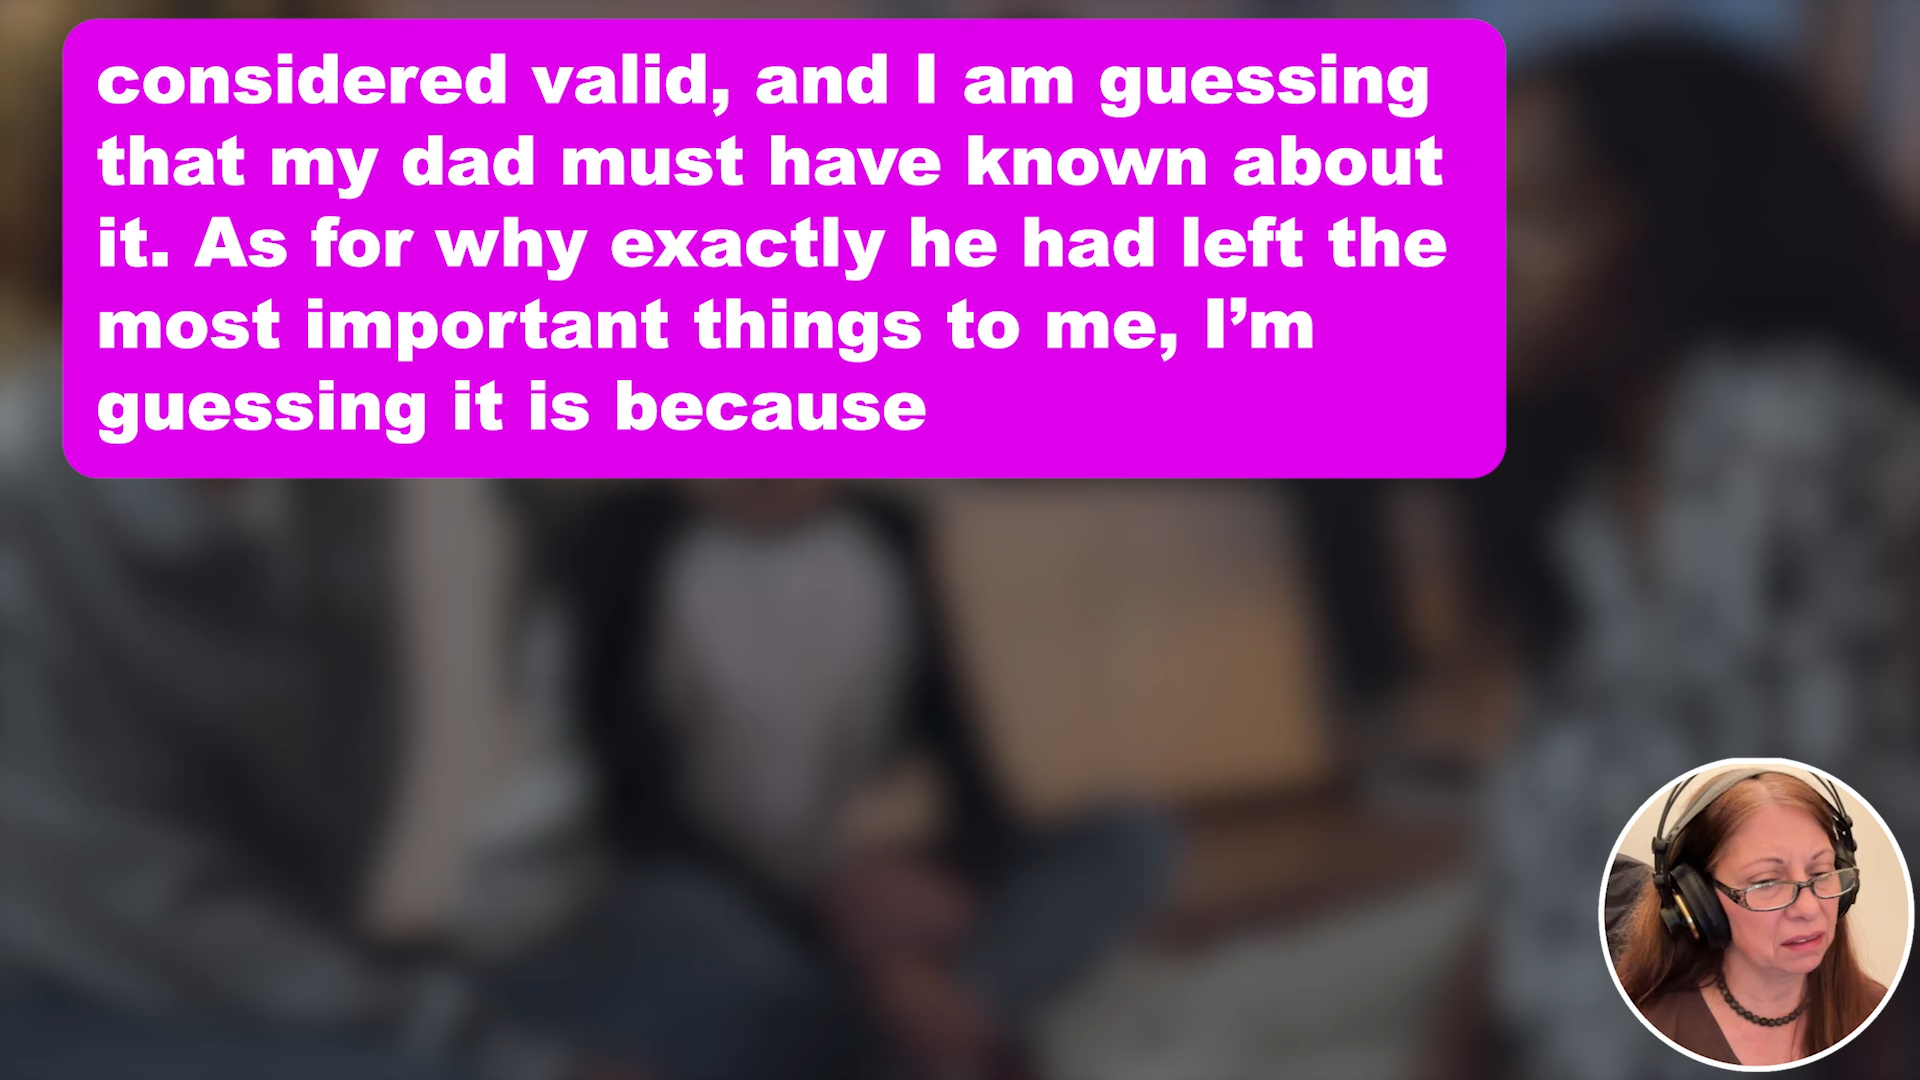 considered valid, and I am guessing
that my dad must have known about
it. As for why exactly he had left the
most important things to me, I’m
guessing it is because